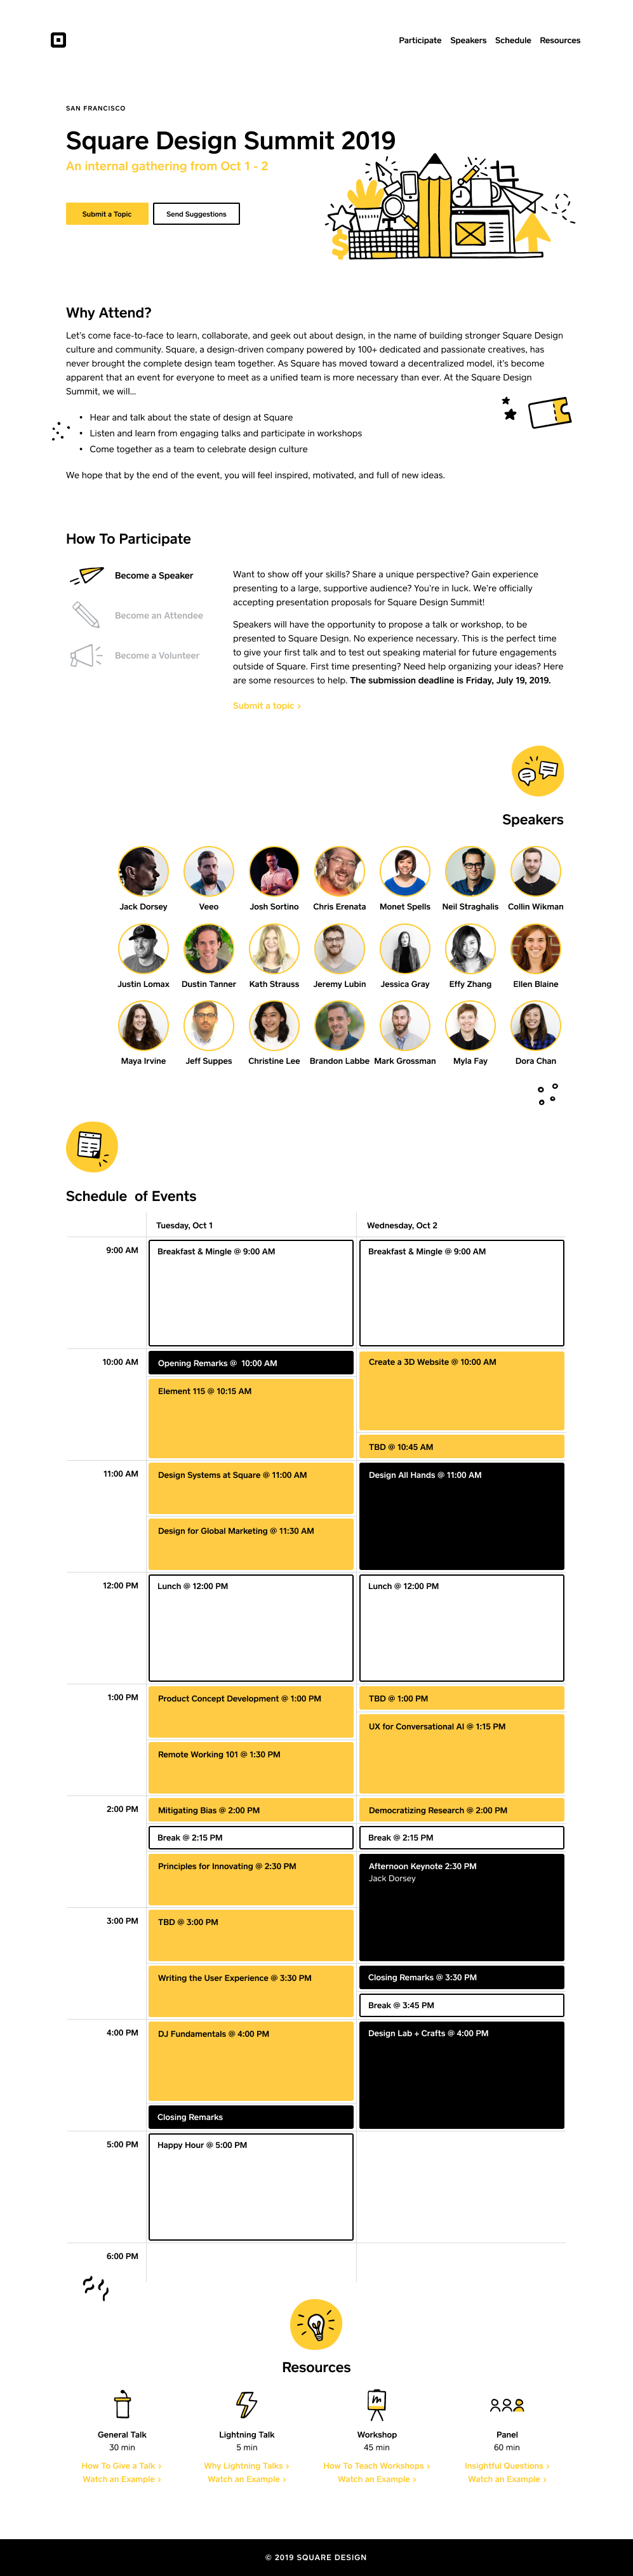 Participate Speakers Schedule Resources
SAN FRANCISCO
Square Design Summit 2019
An internal gathering from Oct 1 - 2
Submit a Topic Send Suggestions
Why Attend?
Let's come face-to-face to learn, collaborate, and geek out about design, in the name of building stronger Square Design
culture and community. Square, a design-driven company powered by 100+ dedicated and passionate creatives, has
never brought the complete design team together. As Square has moved toward a decentralized model, it's become
apparent that an event for everyone to meet as a unified team is more necessary than ever. At the Square Design
Summit, we will...
• Hear and talk about the state of design at Square
• Listen and learn from engaging talks and participate in workshops
• Come together as a team to celebrate design culture
We hope that by the end of the event, you will feel inspired, motivated, and full of new ideas.
How To Participate
Become a Speaker
Become an Attendee
Become a Volunteer
Want to show off your skills? Share a unique perspective? Gain experience
presenting to a large, supportive audience? You're in luck. We're officially
accepting presentation proposals for Square Design Summit!
Speakers will have the opportunity to propose a talk or workshop, to be
presented to Square Design. No experience necessary. This is the perfect time
to give your first talk and to test out speaking material for future engagements
outside of Square. First time presenting? Need help organizing your ideas? Here
are some resources to help. The submission deadline is Friday, July 19, 2019.
Submit a topic ›
Speakers
Jack Dorsey Veeo Josh Sortino Chris Erenata Monet Spells Neil Straghalis Collin Wikman
Justin Lomax Dustin Tanner Kath Strauss Jeremy Lubin Jessica Gray Effy Zhang Ellen Blaine
Maya Irvine Jeff Suppes Christine Lee Brandon Labbe Mark Grossman Myla Fay Dora Chan
Schedule of Events
Tuesday, Oct 1 Wednesday, Oct 2
9:00 AM Breakfast & Mingle @ 9:00 AM Breakfast & Mingle @ 9:00 AM
10:00 AM Opening Remarks @ 10:00 AM Create a 3D Website @ 10:00 AM
Element 115 @ 10:15 AM
TBD @ 10:45 AM
11:00 AM Design Systems at Square @ 11:00 AM Design All Hands @ 11:00 AM
Design for Global Marketing @ 11:30 AM
12:00 PM Lunch @ 12:00 PM Lunch @ 12:00 PM
1:00 PM Product Concept Development @ 1:00 PM TBD @ 1:00 PM
UX for Conversational AI @ 1:15 PM
Remote Working 101 @ 1:30 PM
2:00 PM Mitigating Bias @ 2:00 PM Democratizing Research @ 2:00 PM
Break @ 2:15 PM Break @ 2:15 PM
Principles for Innovating @ 2:30 PM Afternoon Keynote 2:30 PM
Jack Dorsey
3:00 PM TBD @ 3:00 PM
Writing the User Experience @ 3:30 PM Closing Remarks @ 3:30 PM
Break @ 3:45 PM
4:00 PM DJ Fundamentals @ 4:00 PM Design Lab + Crafts @ 4:00 PM
Closing Remarks
5:00 PM Happy Hour @ 5:00 PM
6:00 PM
Resources
General Talk Lightning Talk Workshop Panel
30 min 5 min 45 min 60 min
How To Give a Talk › Why Lightning Talks › How To Teach Workshops › Insightful Questions ›
Watch an Example › Watch an Example › Watch an Example › Watch an Example ›
© 2019 SQUARE DESIGN